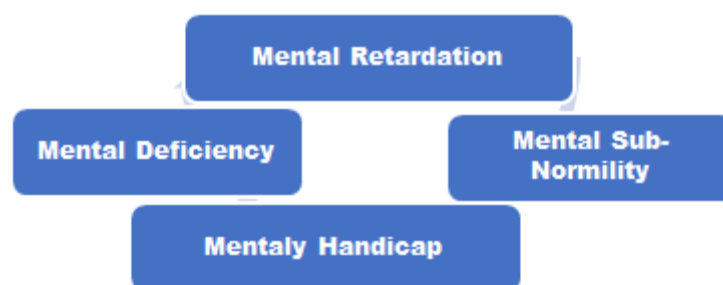 Mental Retardation
Mental Deficiency
Mental Sub-
Normility
Mentaly Handicap